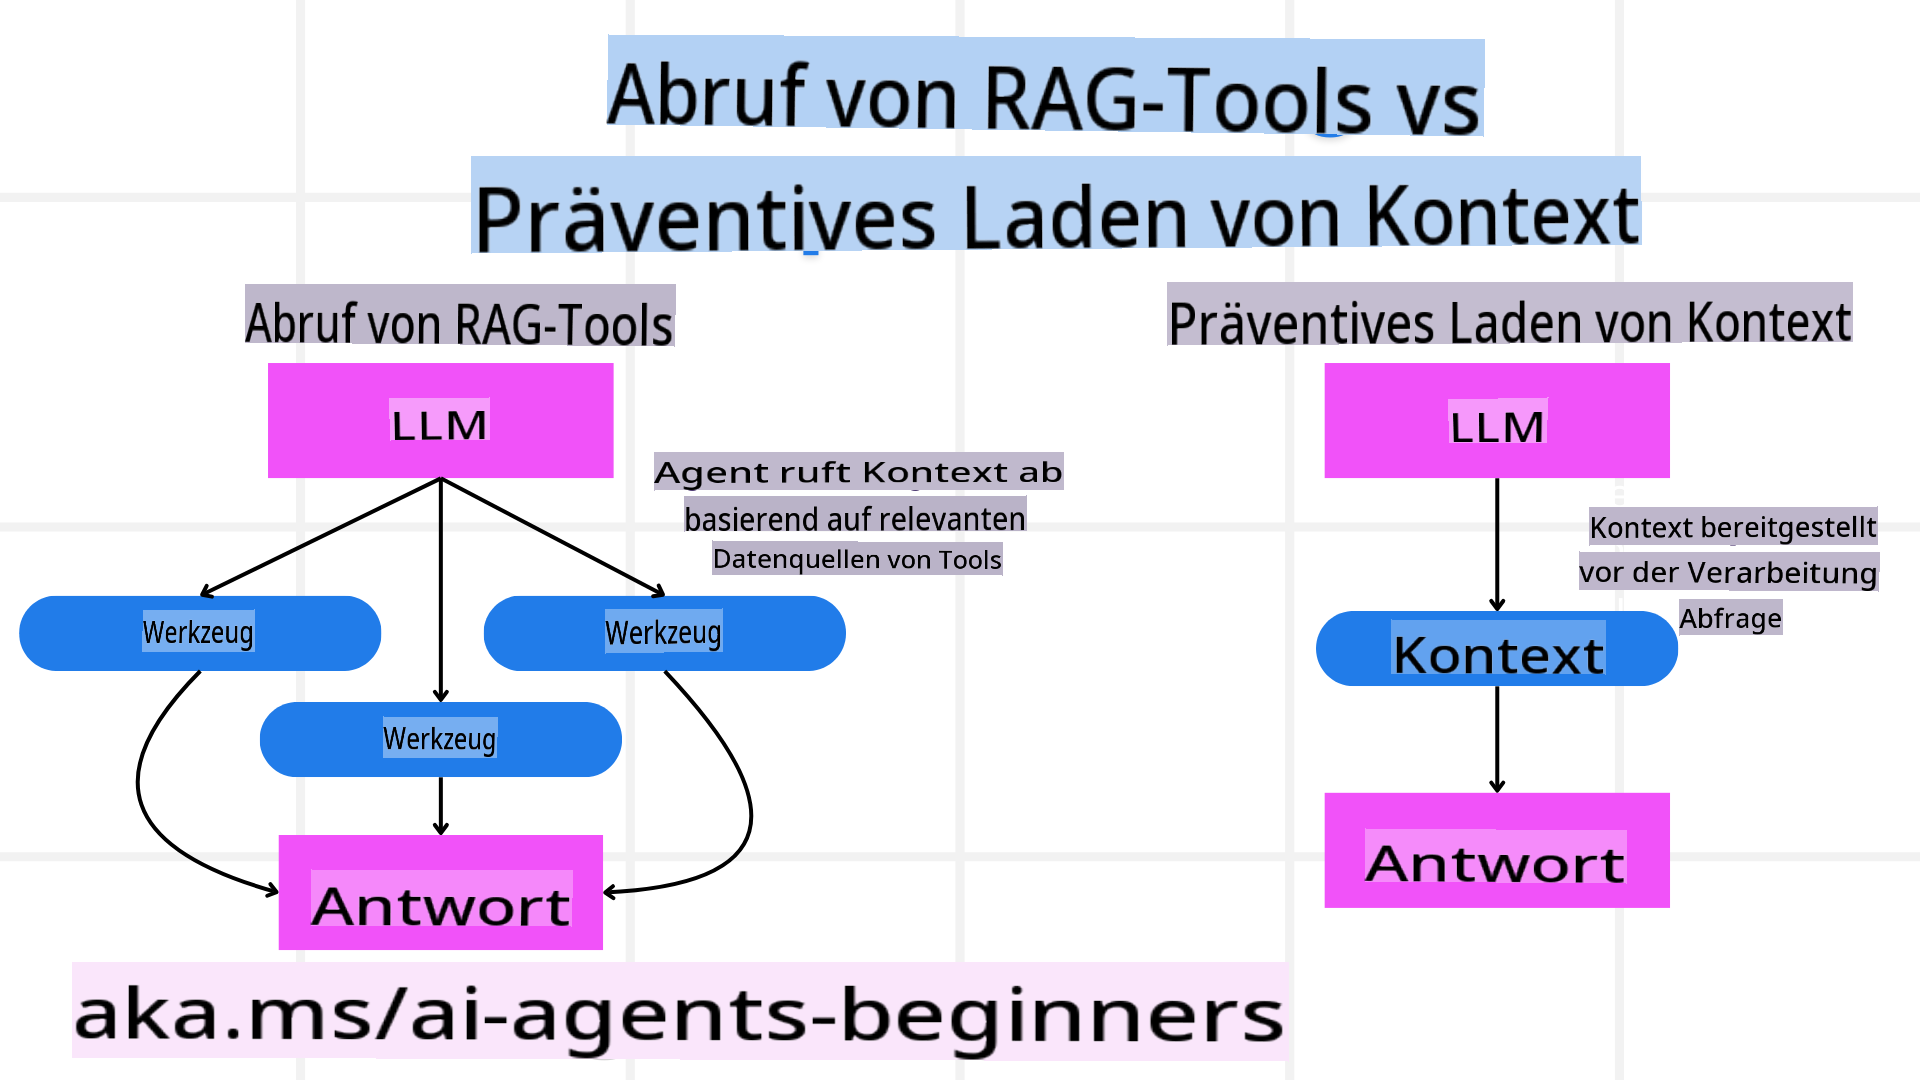 Abruf von RAG-Tools vs
Präventives Laden von Kontext
Abruf von RAG-Tools
LLM
Agent ruft Kontext ab
basierend auf relevanten
Datenquellen von Tools
Werkzeug
Werkzeug
Werkzeug
Antwort
Präventives Laden von Kontext
LLM
Kontext bereitgestellt
vor der Verarbeitung
Abfrage
Kontext
Antwort
aka.ms/ai-agents-beginners